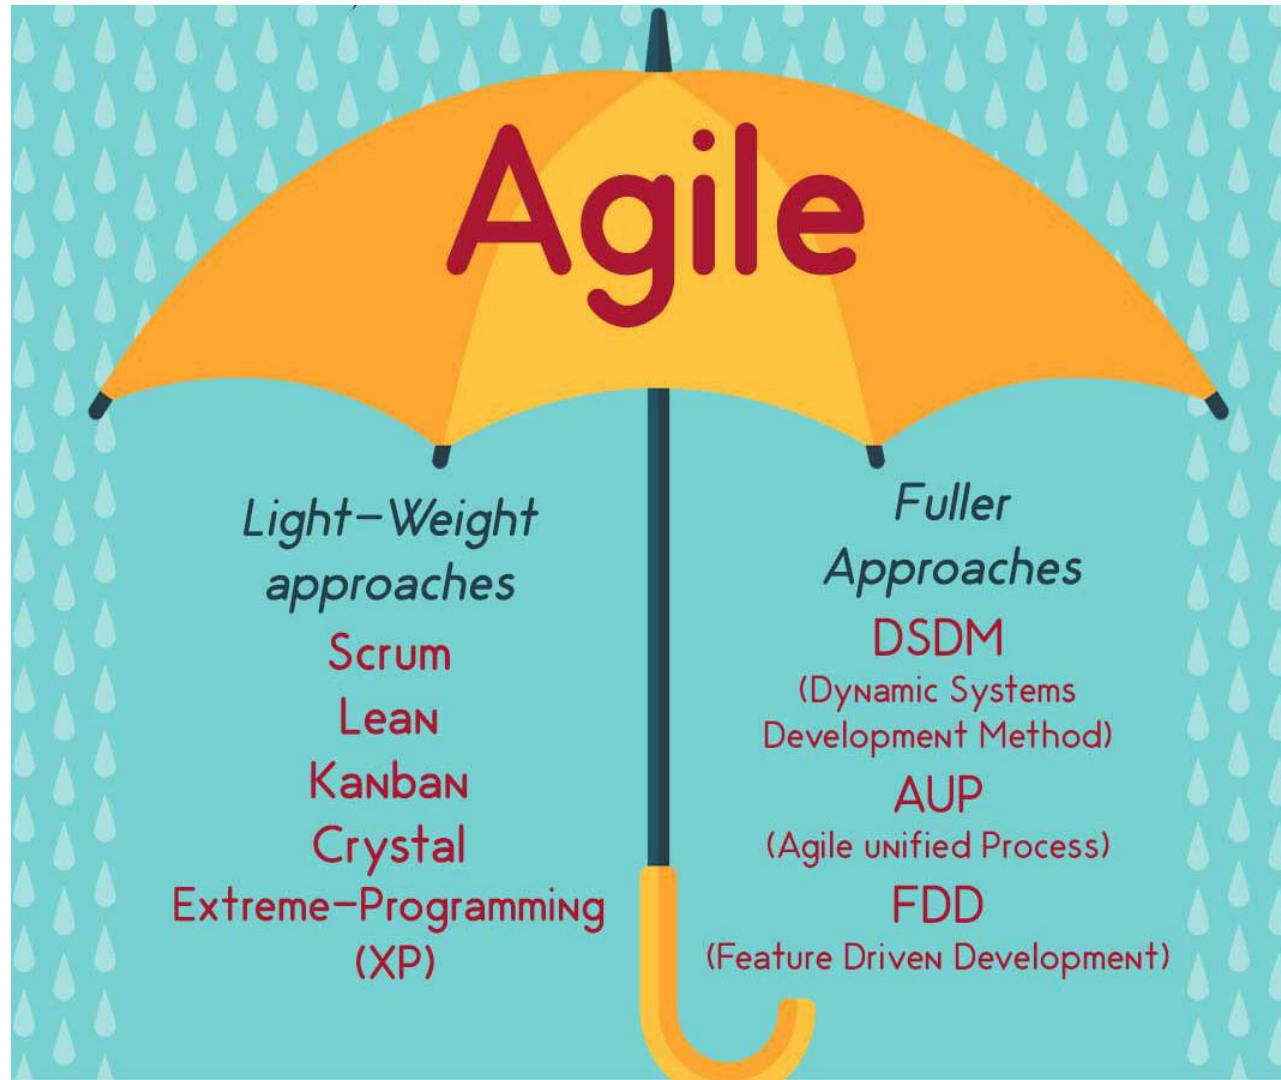 Agile
Light-Weight
approaches
Scrum
Lean
Kanban
Crystal
Extreme-Programming
(XP)
Fuller
Approaches
DSDM
(Dynamic Systems
Development Method)
AUP
(Agile unified Process)
FDD
(Feature Driven Development)